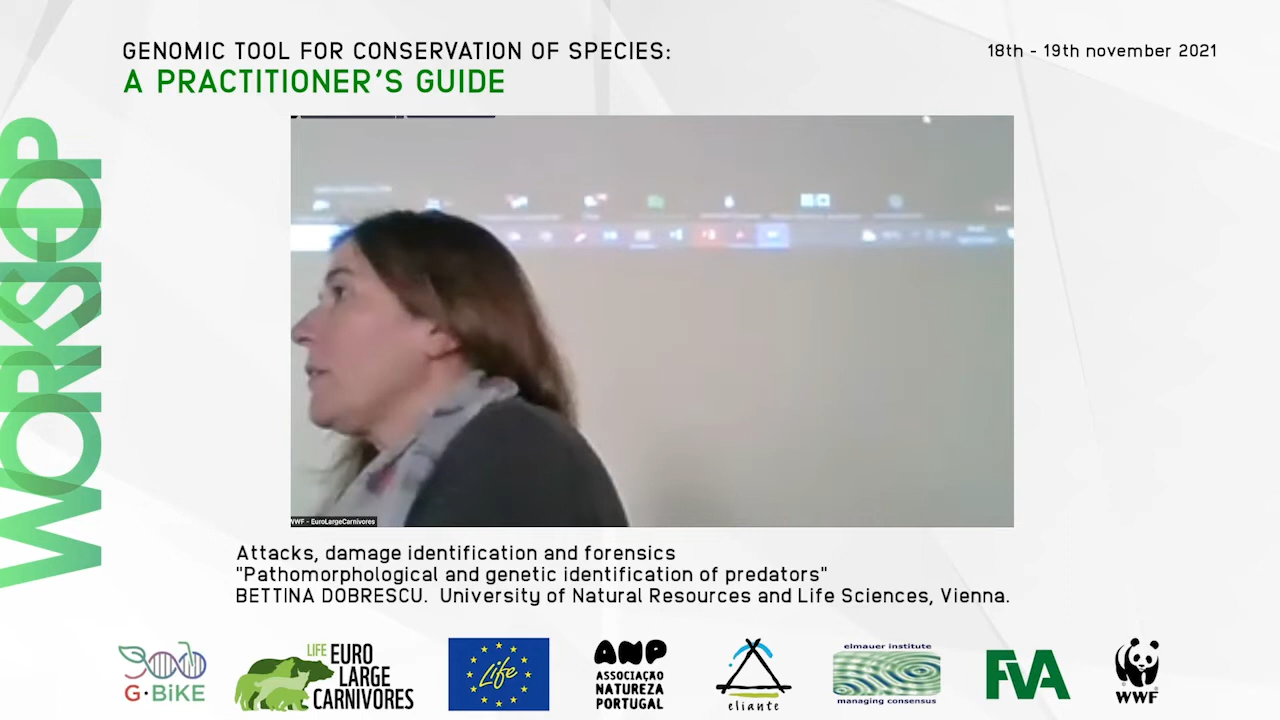 GENOMIC TOOL FOR CONSERVATION OF SPECIES:
A PRACTITIONER'S GUIDE
18th - 19th november 2021
WORKSHOP
WWF - EuroLargeCarnivores
Attacks, damage identification and forensics
"Pathomorphological and genetic identification of predators"
BETTINA DOBRESCU. University of Natural Resources and Life Sciences, Vienna.
G·BiKE
LIFE EURO
LARGE
CARNIVORES
Life
ANP
ASSOCIAÇÃO
NATUREZA
PORTUGAL
eliante
elmauer institute
managing consensus
FVA
WWF